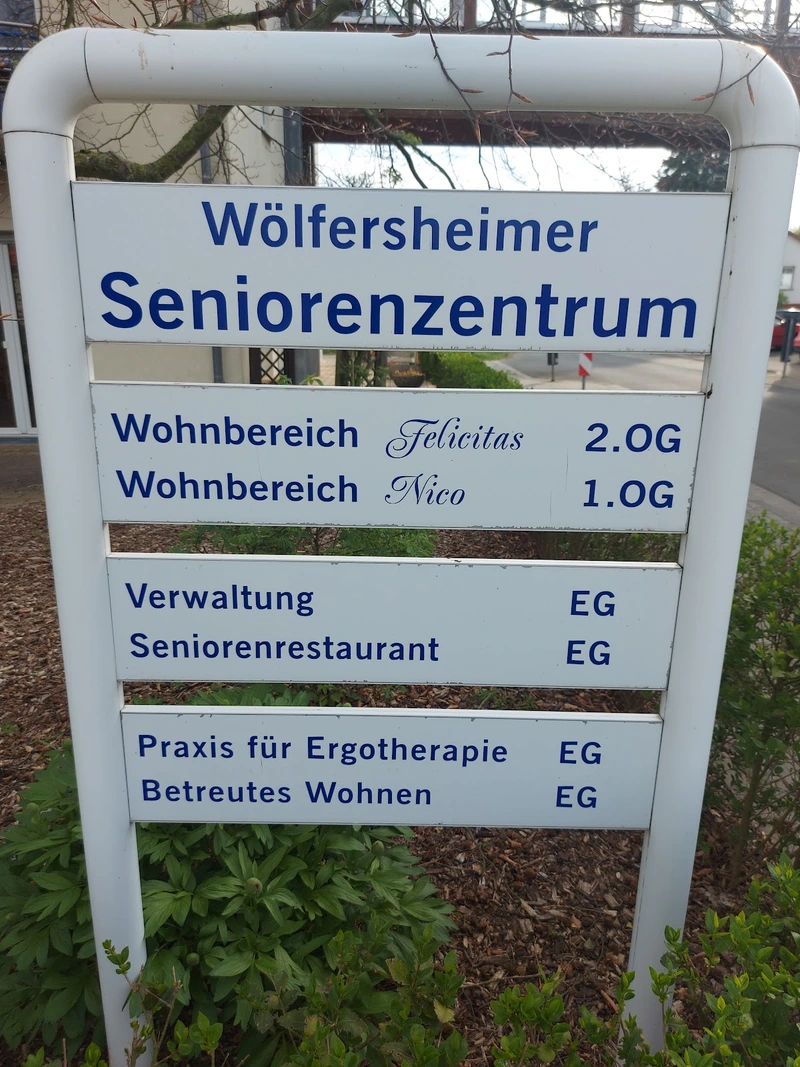 Wölfersheimer
Seniorenzentrum
Wohnbereich Felicitas 2.OG
Wohnbereich Nico 1.OG
Verwaltung EG
Seniorenrestaurant EG
Praxis für Ergotherapie EG
Betreutes Wohnen EG